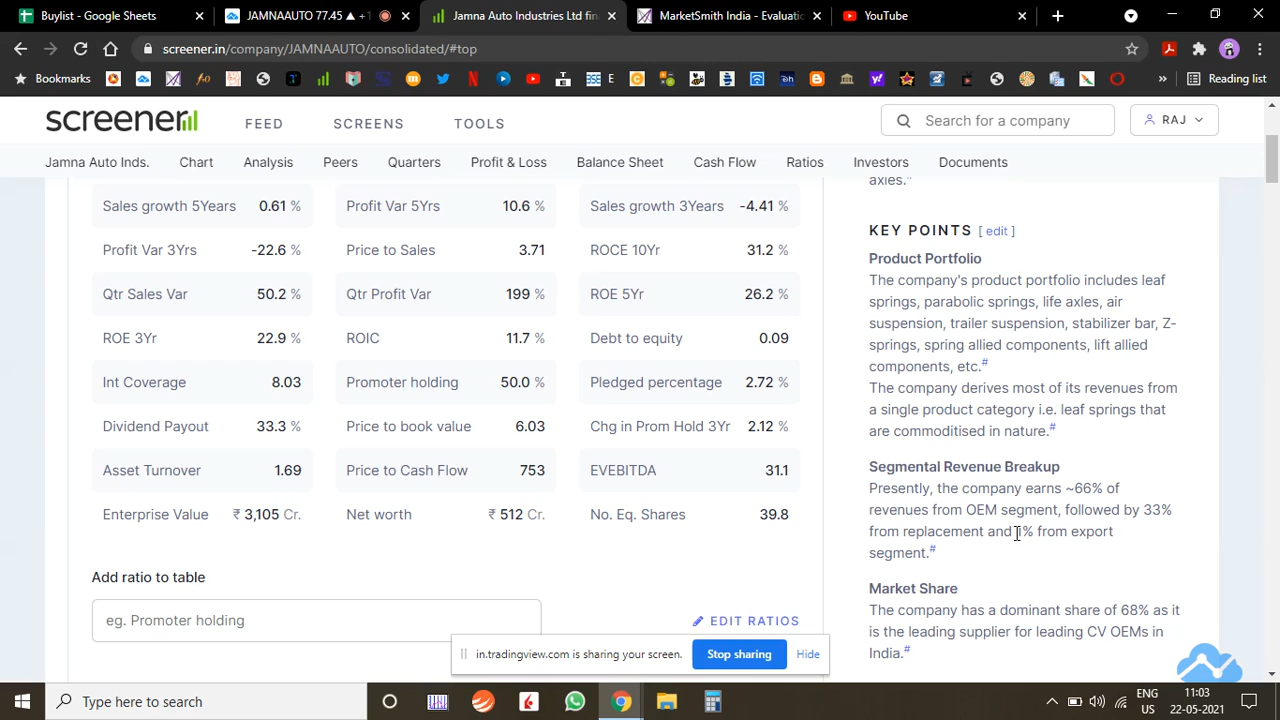 Buylist - Google Sheets
JAMNAAUTO 77.45 ▲ +1
Jamna Auto Industries Ltd fin
MarketSmith India - Evaluatio
YouTube
screener.in/company/JAMNAAUTO/consolidated/#top
Bookmarks
Reading list
screener
FEED
SCREENS
TOOLS
Search for a company
RAJ
Jamna Auto Inds.
Chart
Analysis
Peers
Quarters
Profit & Loss
Balance Sheet
Cash Flow
Ratios
Investors
Documents
Sales growth 5Years 0.61 %
Profit Var 5Yrs 10.6 %
Sales growth 3Years -4.41 %
Profit Var 3Yrs -22.6 %
Price to Sales 3.71
ROCE 10Yr 31.2 %
Qtr Sales Var 50.2 %
Qtr Profit Var 199 %
ROE 5Yr 26.2 %
ROE 3Yr 22.9 %
ROIC 11.7 %
Debt to equity 0.09
Int Coverage 8.03
Promoter holding 50.0 %
Pledged percentage 2.72 %
Dividend Payout 33.3 %
Price to book value 6.03
Chg in Prom Hold 3Yr 2.12 %
Asset Turnover 1.69
Price to Cash Flow 753
EVEBITDA 31.1
Enterprise Value ₹ 3,105 Cr.
Net worth ₹ 512 Cr.
No. Eq. Shares 39.8
Add ratio to table
eg. Promoter holding
EDIT RATIOS
axles."
KEY POINTS [ edit ]
Product Portfolio
The company's product portfolio includes leaf
springs, parabolic springs, life axles, air
suspension, trailer suspension, stabilizer bar, Z-
springs, spring allied components, lift allied
components, etc.#
The company derives most of its revenues from
a single product category i.e. leaf springs that
are commoditised in nature.#
Segmental Revenue Breakup
Presently, the company earns ~66% of
revenues from OEM segment, followed by 33%
from replacement and 1% from export
segment.#
Market Share
The company has a dominant share of 68% as it
is the leading supplier for leading CV OEMs in
India.#
in.tradingview.com is sharing your screen.
Stop sharing
Hide
Type here to search
ENG
US
11:03
22-05-2021